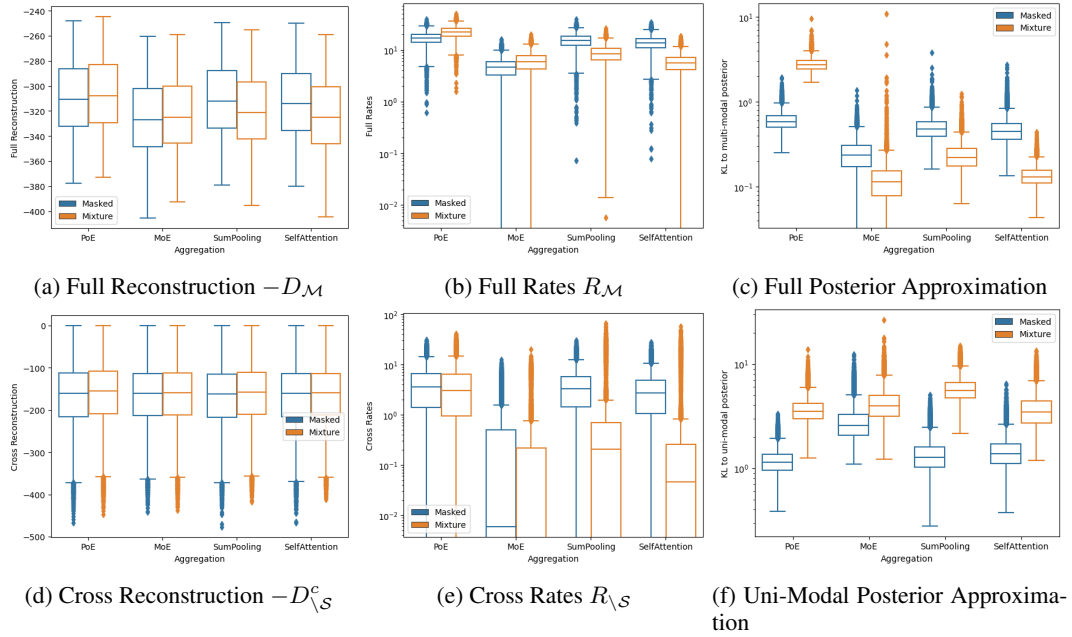 −240
−260
−280
−300
−320
−340
−360
−380
−400
Full Reconstruction
Masked
Mixture
PoE MoE SumPooling SelfAttention
Aggregation
(a) Full Reconstruction −D_M
10^1
10^0
10^−1
10^−2
Full Rates
Masked
Mixture
PoE MoE SumPooling SelfAttention
Aggregation
(b) Full Rates R_M
10^1
10^0
10^−1
KL to multi-modal posterior
Masked
Mixture
PoE MoE SumPooling SelfAttention
Aggregation
(c) Full Posterior Approximation
0
−100
−200
−300
−400
−500
Cross Reconstruction
Masked
Mixture
PoE MoE SumPooling SelfAttention
Aggregation
(d) Cross Reconstruction −D^c_{\S}
10^2
10^1
10^0
10^−1
10^−2
Cross Rates
Masked
Mixture
PoE MoE SumPooling SelfAttention
Aggregation
(e) Cross Rates R_{\S}
10^1
10^0
KL to uni-modal posterior
Masked
Mixture
PoE MoE SumPooling SelfAttention
Aggregation
(f) Uni-Modal Posterior Approxima-
tion